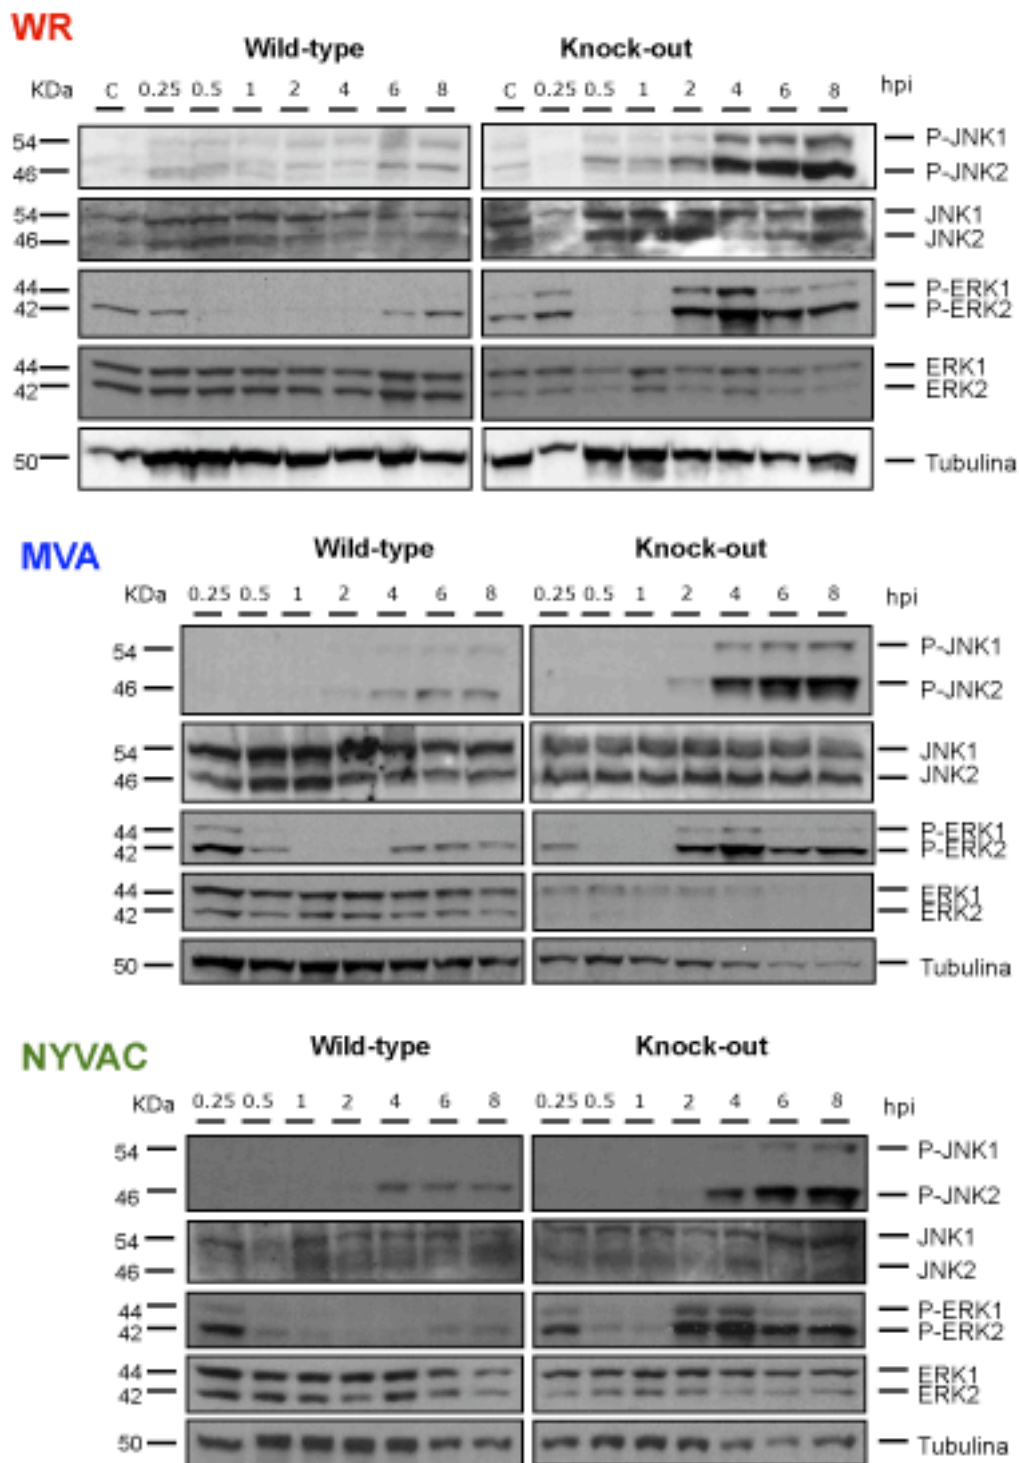 WR
Wild-type Knock-out
KDa C 0.25 0.5 1 2 4 6 8 C 0.25 0.5 1 2 4 6 8 hpi
54 P-JNK1
46 P-JNK2
54 JNK1
46 JNK2
44 P-ERK1
42 P-ERK2
44 ERK1
42 ERK2
50 Tubulina
MVA
Wild-type Knock-out
KDa 0.25 0.5 1 2 4 6 8 0.25 0.5 1 2 4 6 8 hpi
54 P-JNK1
46 P-JNK2
54 JNK1
46 JNK2
44 P-ERK1
42 P-ERK2
44 ERK1
42 ERK2
50 Tubulina
NYVAC
Wild-type Knock-out
KDa 0.25 0.5 1 2 4 6 8 0.25 0.5 1 2 4 6 8 hpi
54 P-JNK1
46 P-JNK2
54 JNK1
46 JNK2
44 P-ERK1
42 P-ERK2
44 ERK1
42 ERK2
50 Tubulina